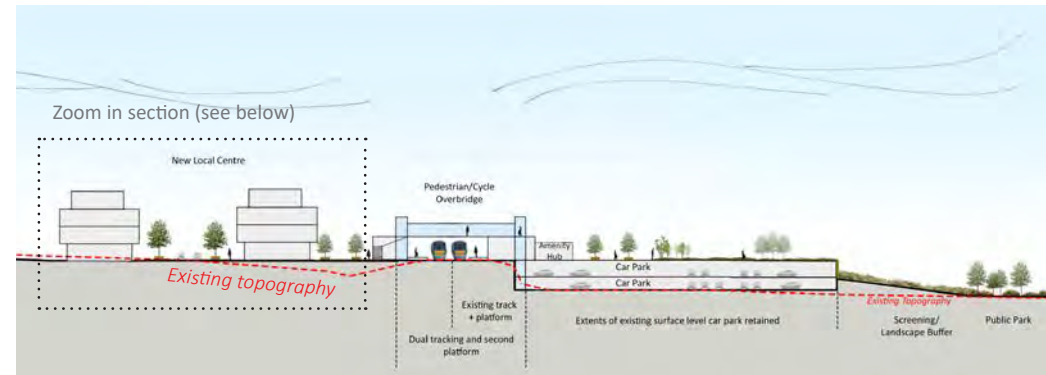 Zoom in section (see below)
New Local Centre
Pedestrian/Cycle
Overbridge
Amenity
Hub
Car Park
Car Park
Existing topography
Existing Topography
Existing track
+ platform
Dual tracking and second
platform
Extents of existing surface level car park retained
Screening/
Landscape Buffer
Public Park